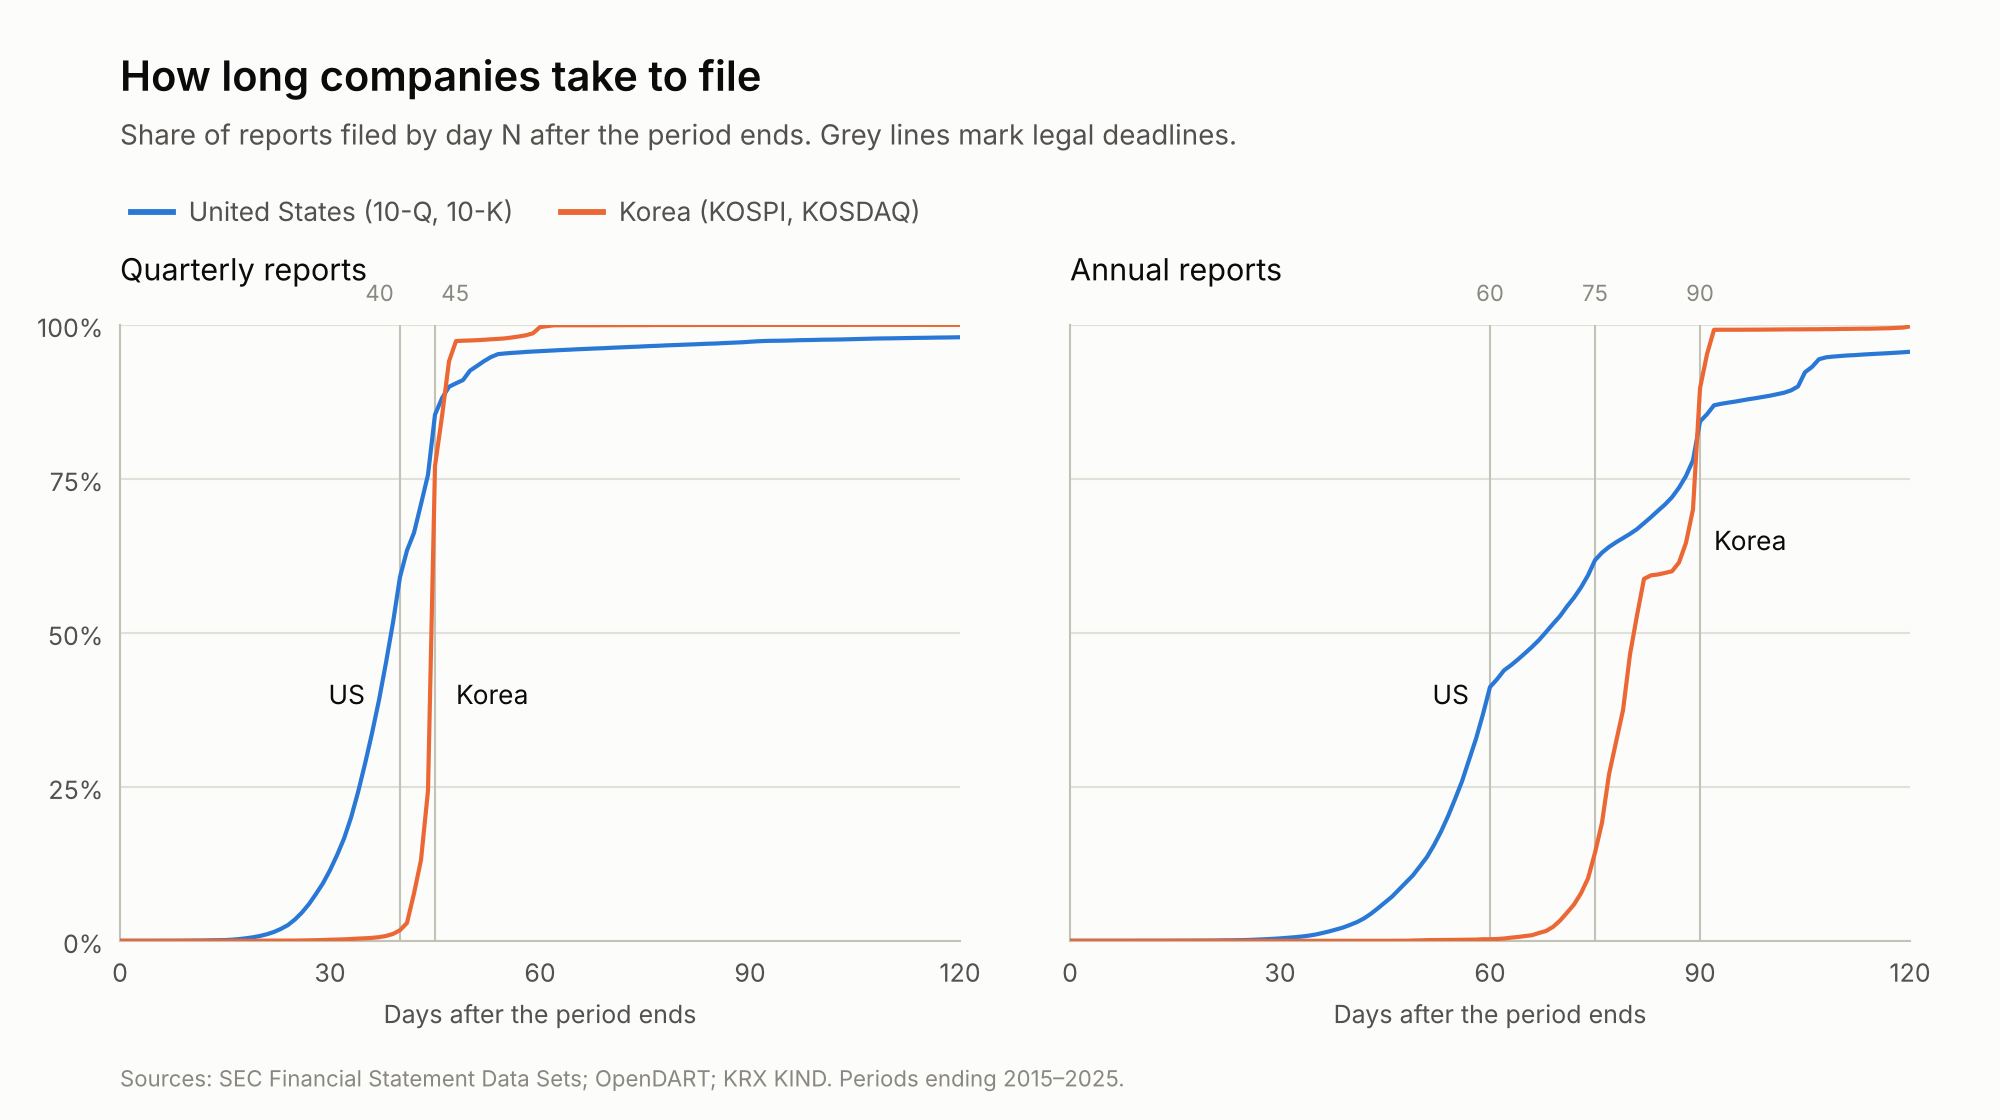 How long companies take to file
Share of reports filed by day N after the period ends. Grey lines mark legal deadlines.
United States (10-Q, 10-K)
Korea (KOSPI, KOSDAQ)
Quarterly reports
40
45
100%
75%
50%
25%
0%
US
Korea
0
30
60
90
120
Days after the period ends
Annual reports
60
75
90
US
Korea
0
30
60
90
120
Days after the period ends
Sources: SEC Financial Statement Data Sets; OpenDART; KRX KIND. Periods ending 2015–2025.